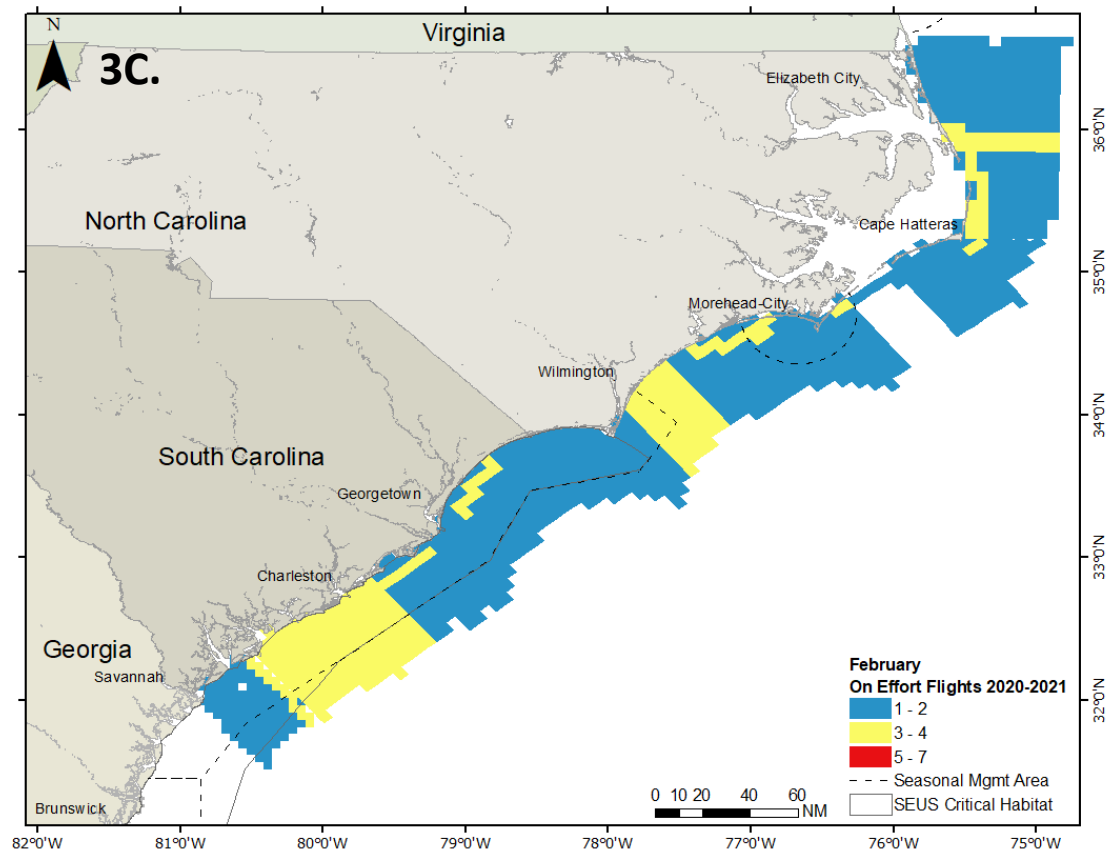 N
3C.
Virginia
Elizabeth City
36°0'N
North Carolina
Cape Hatteras
35°0'N
Morehead-City
Wilmington
34°0'N
South Carolina
Georgetown
33°0'N
Charleston
Georgia
Savannah
32°0'N
February
On Effort Flights 2020-2021
1 - 2
3 - 4
5 - 7
Seasonal Mgmt Area
SEUS Critical Habitat
0 10 20 40 60
NM
Brunswick
82°0'W 81°0'W 80°0'W 79°0'W 78°0'W 77°0'W 76°0'W 75°0'W